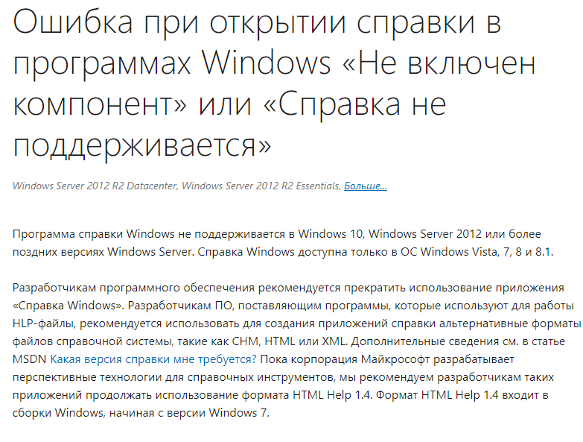 Ошибка при открытии справки в
программах Windows «Не включен
компонент» или «Справка не
поддерживается»
Windows Server 2012 R2 Datacenter, Windows Server 2012 R2 Essentials, Больше...
Программа справки Windows не поддерживается в Windows 10, Windows Server 2012 или более
поздних версиях Windows Server. Справка Windows доступна только в ОС Windows Vista, 7, 8 и 8.1.
Разработчикам программного обеспечения рекомендуется прекратить использование приложения
«Справка Windows». Разработчикам ПО, поставляющим программы, которые используют для работы
HLP-файлы, рекомендуется использовать для создания приложений справки альтернативные форматы
файлов справочной системы, такие как CHM, HTML или XML. Дополнительные сведения см. в статье
MSDN Какая версия справки мне требуется? Пока корпорация Майкрософт разрабатывает
перспективные технологии для справочных инструментов, мы рекомендуем разработчикам таких
приложений продолжать использование формата HTML Help 1.4. Формат HTML Help 1.4 входит в
сборки Windows, начиная с версии Windows 7.